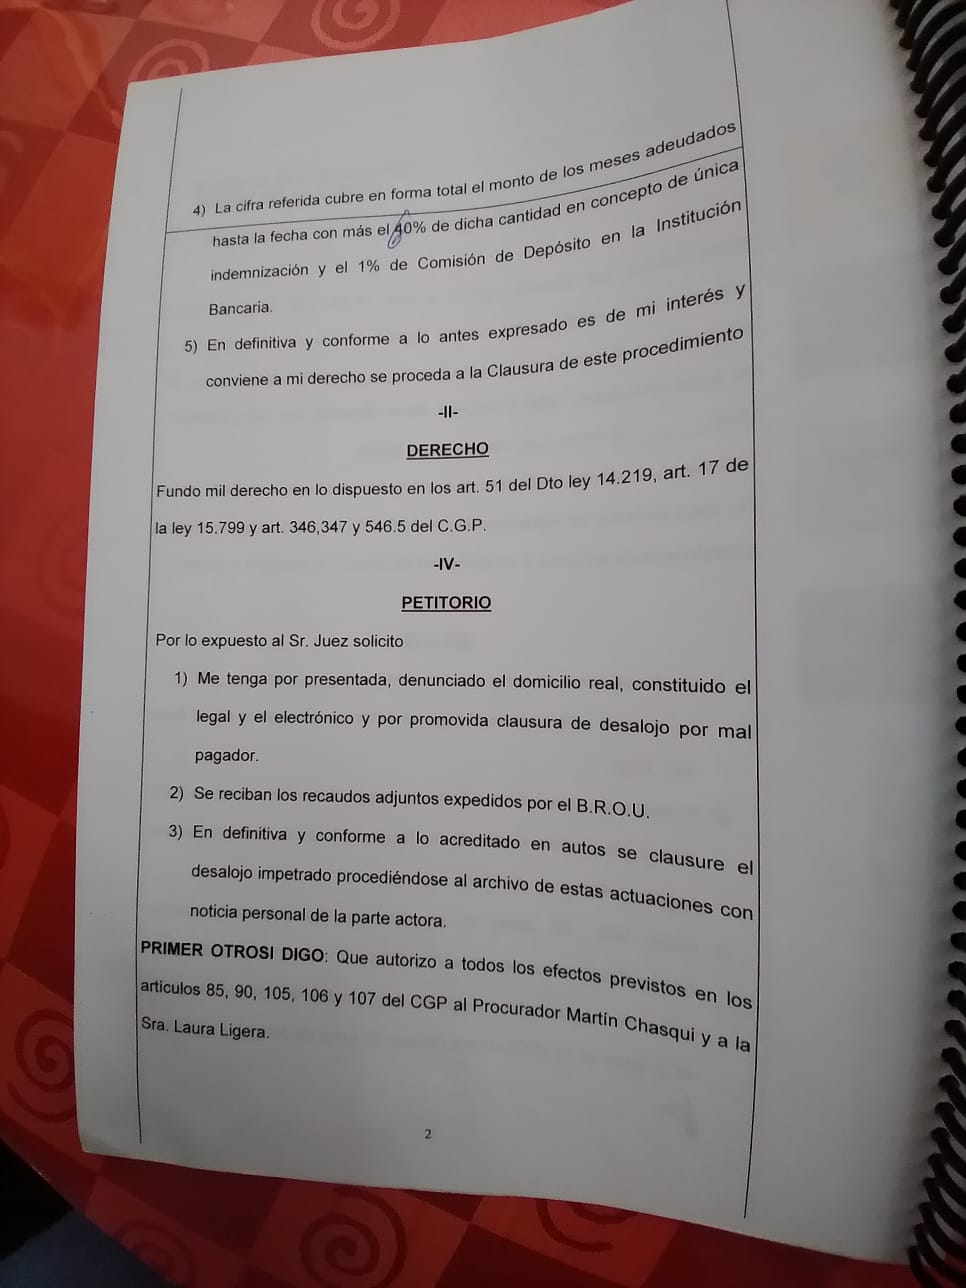 4) La cifra referida cubre en forma total el monto de los meses adeudados
hasta la fecha con más el 40% de dicha cantidad en concepto de única
indemnización y el 1% de Comisión de Depósito en la Institución
Bancaria.
5) En definitiva y conforme a lo antes expresado es de mi interés y
conviene a mi derecho se proceda a la Clausura de este procedimiento
-II-
DERECHO
Fundo mil derecho en lo dispuesto en los art. 51 del Dto ley 14.219, art. 17 de
la ley 15.799 y art. 346,347 y 546.5 del C.G.P.
-IV-
PETITORIO
Por lo expuesto al Sr. Juez solicito
1) Me tenga por presentada, denunciado el domicilio real, constituido el
legal y el electrónico y por promovida clausura de desalojo por mal
pagador.
2) Se reciban los recaudos adjuntos expedidos por el B.R.O.U.
3) En definitiva y conforme a lo acreditado en autos se clausure el
desalojo impetrado procediéndose al archivo de estas actuaciones con
noticia personal de la parte actora.
PRIMER OTROSI DIGO: Que autorizo a todos los efectos previstos en los
artículos 85, 90, 105, 106 y 107 del CGP al Procurador Martín Chasqui y a la
Sra. Laura Ligera.
2